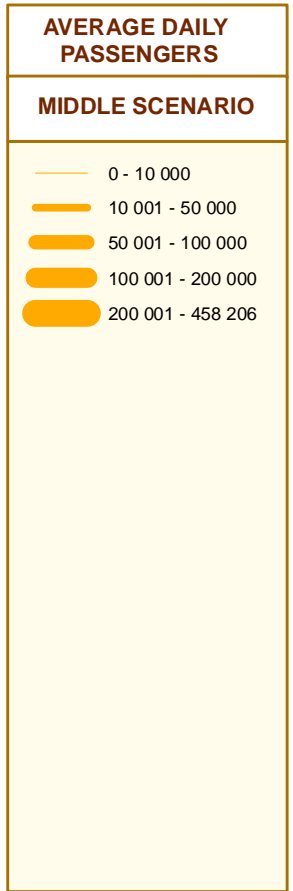 AVERAGE DAILY
PASSENGERS
MIDDLE SCENARIO
0 - 10 000
10 001 - 50 000
50 001 - 100 000
100 001 - 200 000
200 001 - 458 206